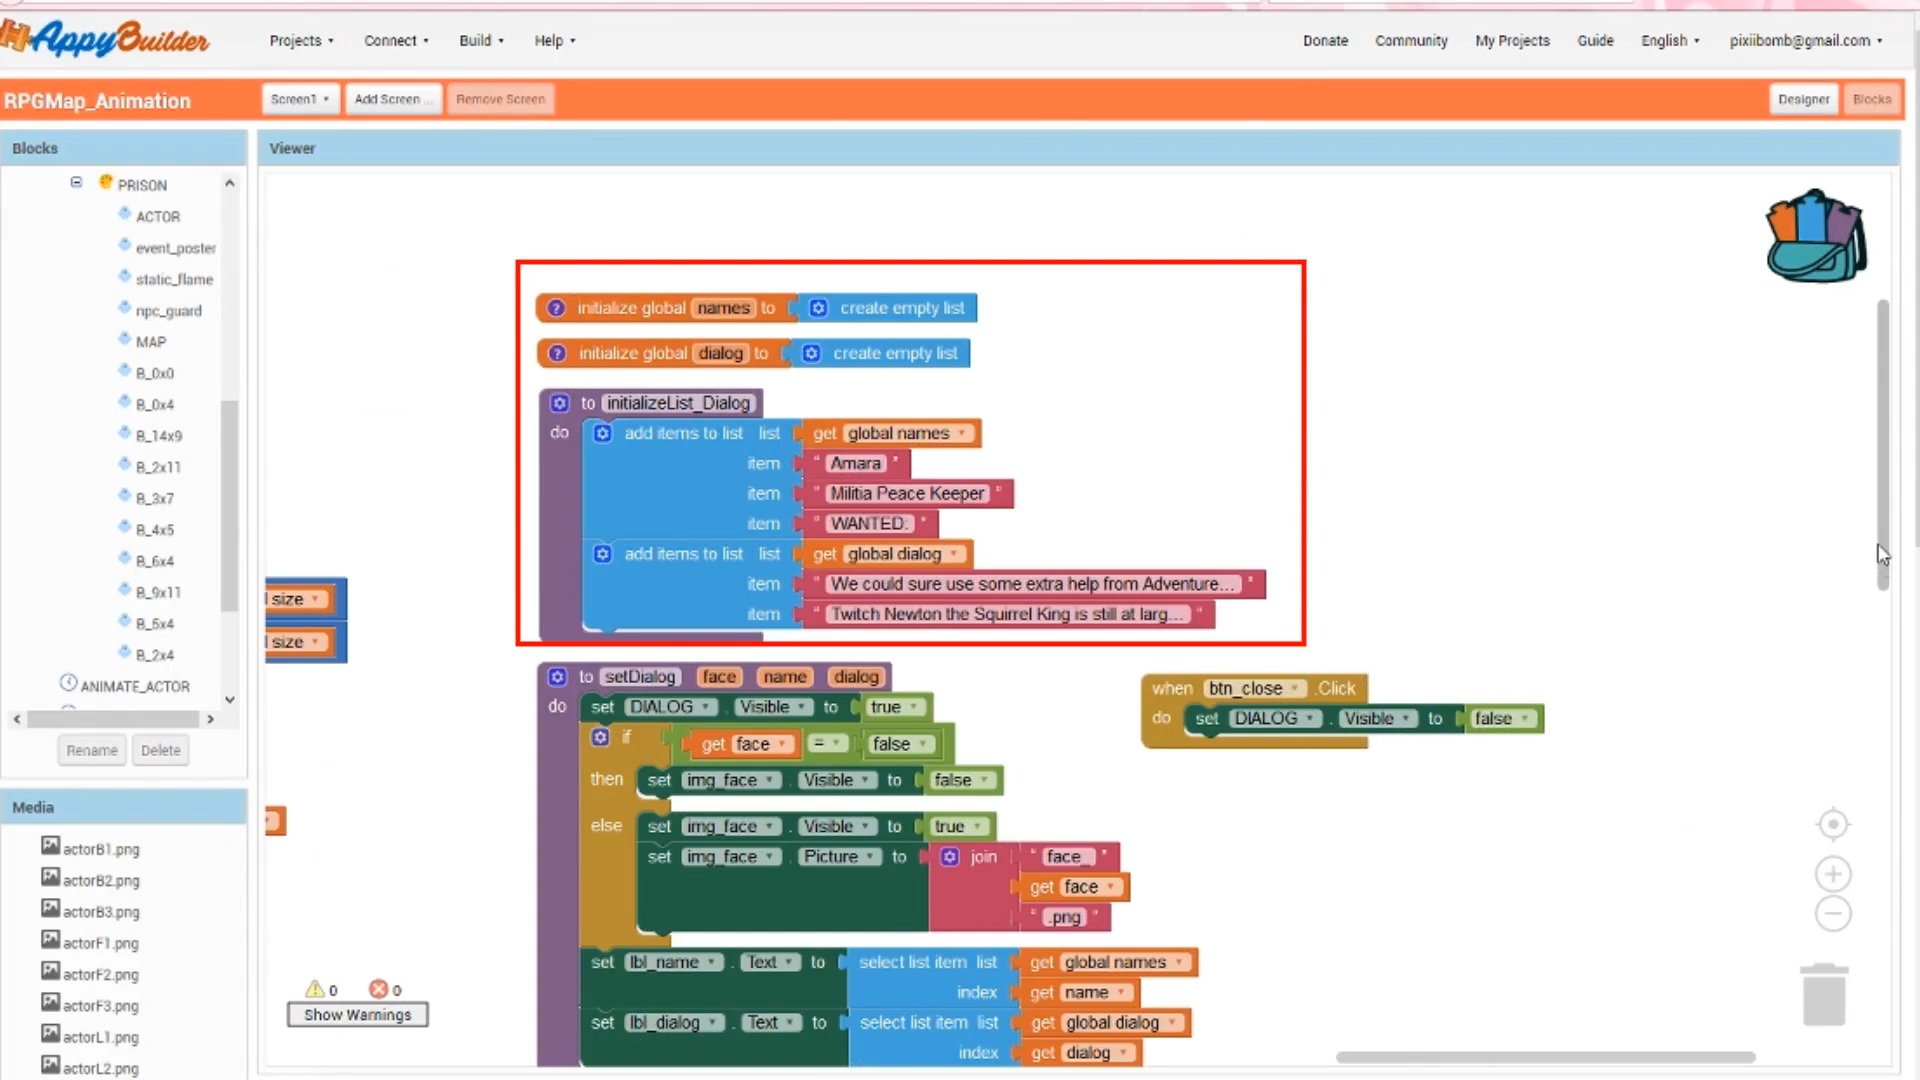 AppyBuilder
Projects
Connect
Build
Help
Donate
Community
My Projects
Guide
English
pixiibomb@gmail.com
RPGMap_Animation
Screen1
Add Screen ...
Remove Screen
Designer
Blocks
Blocks
PRISON
ACTOR
event_poster
static_flame
npc_guard
MAP
B_0x0
B_0x4
B_14x9
B_2x11
B_3x7
B_4x5
B_6x4
B_9x11
B_5x4
B_2x4
ANIMATE_ACTOR
Rename
Delete
Media
actorB1.png
actorB2.png
actorB3.png
actorF1.png
actorF2.png
actorF3.png
actorL1.png
actorL2.png
Viewer
size
size
initialize global names to create empty list
initialize global dialog to create empty list
to initializeList_Dialog
do add items to list list get global names
item " Amara "
item " Militia Peace Keeper "
item " WANTED: "
add items to list list get global dialog
item " We could sure use some extra help from Adventure... "
item " Twitch Newton the Squirrel King is still at larg... "
to setDialog face name dialog
do set DIALOG . Visible to true
if get face = false
then set img_face . Visible to false
else set img_face . Visible to true
set img_face . Picture to join " face_ "
get face
" .png "
set lbl_name . Text to select list item list get global names
index get name
set lbl_dialog . Text to select list item list get global dialog
index get dialog
when btn_close .Click
do set DIALOG . Visible to false
0 0
Show Warnings